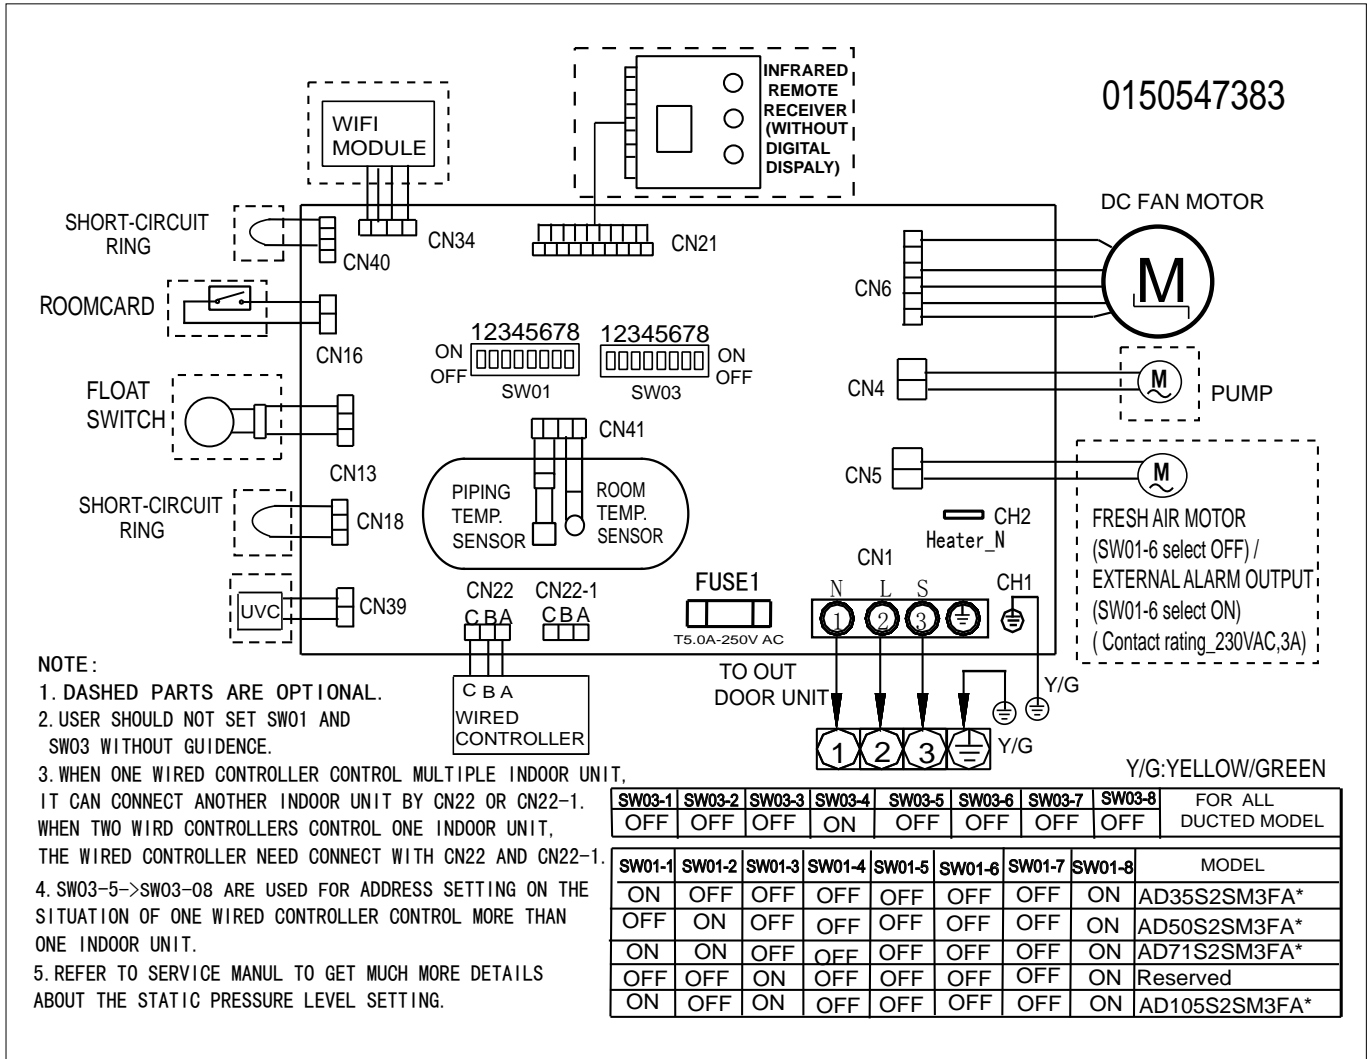 INFRARED
REMOTE
RECEIVER
(WITHOUT
DIGITAL
DISPALY)
0150547383
WIFI
MODULE
SHORT-CIRCUIT
RING
CN40
CN34
CN21
DC FAN MOTOR
M
CN6
ROOMCARD
CN16
12345678
ON
OFF
SW01
12345678
ON
OFF
SW03
CN4
M
PUMP
FLOAT
SWITCH
CN13
CN41
CN5
M
PIPING
TEMP.
SENSOR
ROOM
TEMP.
SENSOR
SHORT-CIRCUIT
RING
CN18
CH2
Heater_N
FRESH AIR MOTOR
(SW01-6 select OFF) /
EXTERNAL ALARM OUTPUT
(SW01-6 select ON)
( Contact rating_230VAC,3A)
UVC
CN39
CN22
C B A
CN22-1
C B A
FUSE1
T5.0A-250V AC
CN1
N L S
1 2 3
CH1
TO OUT
DOOR UNIT
Y/G
Y/G
1 2 3
C B A
WIRED
CONTROLLER
Y/G:YELLOW/GREEN
NOTE:
1. DASHED PARTS ARE OPTIONAL.
2. USER SHOULD NOT SET SW01 AND
SW03 WITHOUT GUIDENCE.
3. WHEN ONE WIRED CONTROLLER CONTROL MULTIPLE INDOOR UNIT,
IT CAN CONNECT ANOTHER INDOOR UNIT BY CN22 OR CN22-1.
WHEN TWO WIRD CONTROLLERS CONTROL ONE INDOOR UNIT,
THE WIRED CONTROLLER NEED CONNECT WITH CN22 AND CN22-1.
4. SW03-5->SW03-08 ARE USED FOR ADDRESS SETTING ON THE
SITUATION OF ONE WIRED CONTROLLER CONTROL MORE THAN
ONE INDOOR UNIT.
5. REFER TO SERVICE MANUL TO GET MUCH MORE DETAILS
ABOUT THE STATIC PRESSURE LEVEL SETTING.
SW03-1 SW03-2 SW03-3 SW03-4 SW03-5 SW03-6 SW03-7 SW03-8 FOR ALL
OFF OFF OFF ON OFF OFF OFF OFF DUCTED MODEL
SW01-1 SW01-2 SW01-3 SW01-4 SW01-5 SW01-6 SW01-7 SW01-8 MODEL
ON OFF OFF OFF OFF OFF OFF ON AD35S2SM3FA*
OFF ON OFF OFF OFF OFF OFF ON AD50S2SM3FA*
ON ON OFF OFF OFF OFF OFF ON AD71S2SM3FA*
OFF OFF ON OFF OFF OFF OFF ON Reserved
ON OFF ON OFF OFF OFF OFF ON AD105S2SM3FA*